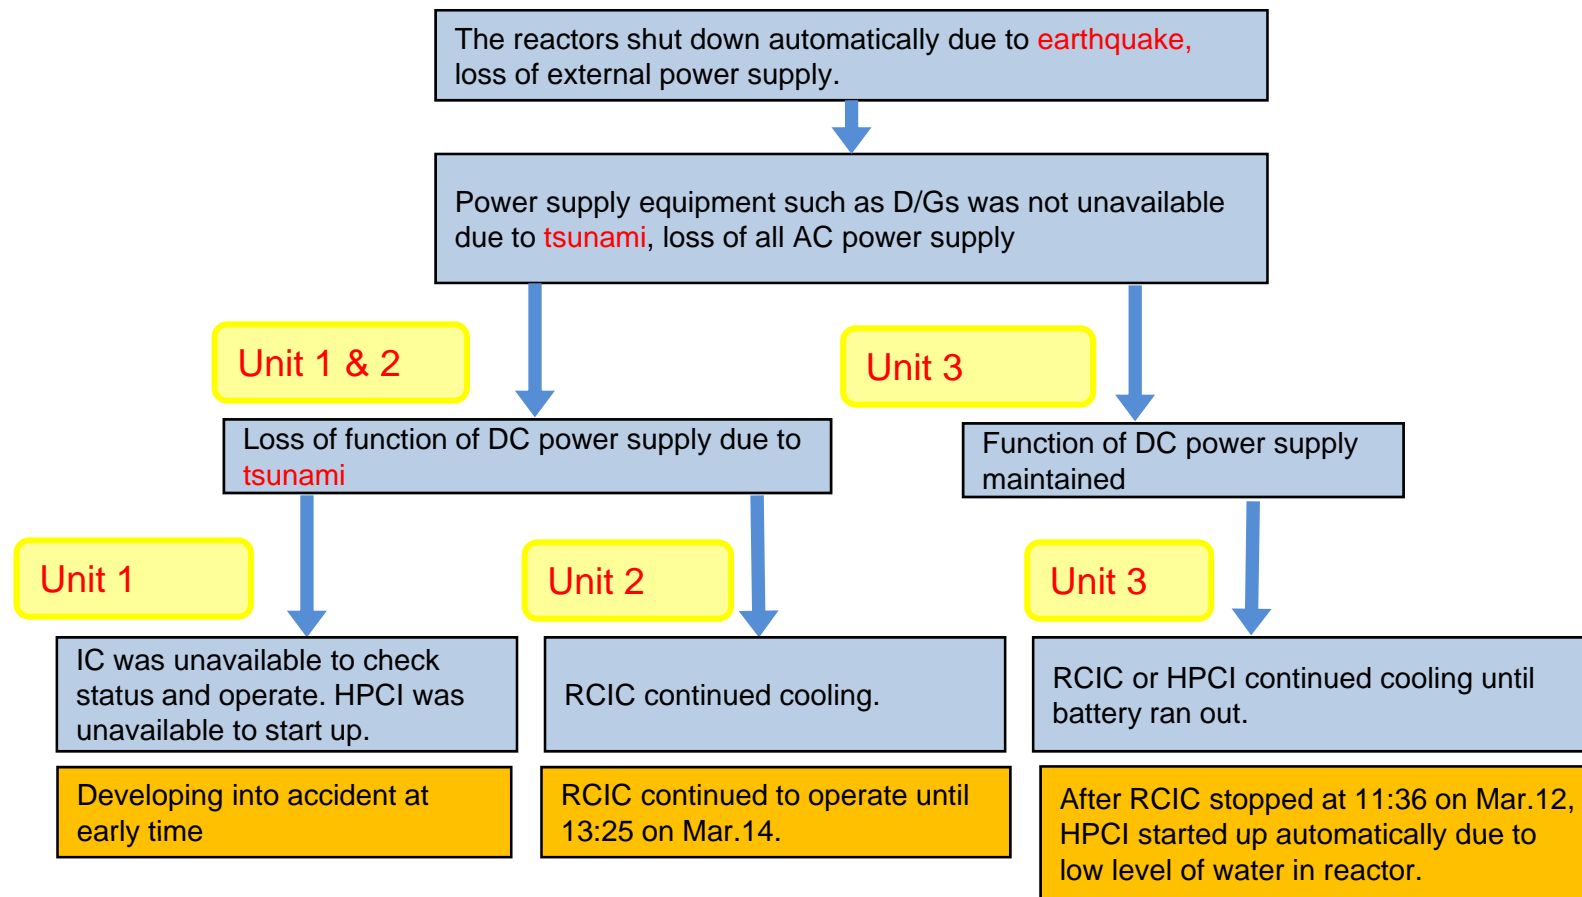 The reactors shut down automatically due to earthquake,
loss of external power supply.
Power supply equipment such as D/Gs was not unavailable
due to tsunami, loss of all AC power supply
Unit 1 & 2
Unit 3
Loss of function of DC power supply due to
tsunami
Function of DC power supply
maintained
Unit 1
Unit 2
Unit 3
IC was unavailable to check
status and operate. HPCI was
unavailable to start up.
RCIC continued cooling.
RCIC or HPCI continued cooling until
battery ran out.
Developing into accident at
early time
RCIC continued to operate until
13:25 on Mar.14.
After RCIC stopped at 11:36 on Mar.12,
HPCI started up automatically due to
low level of water in reactor.